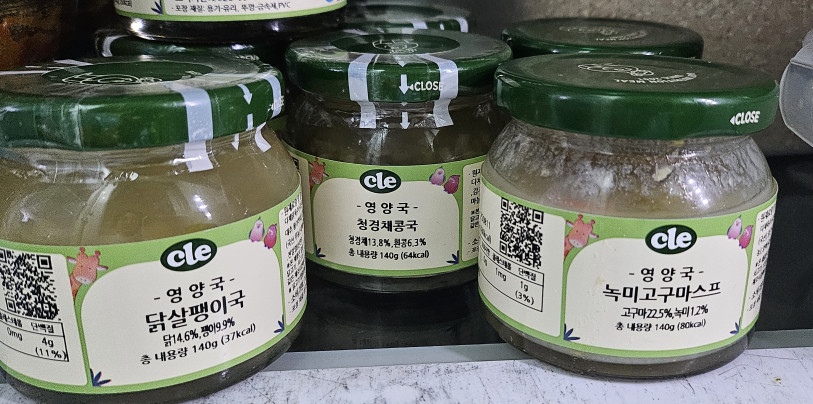 · 포장 재질: 용기-유리, 뚜껑-금속제,PVC
◀CLOSE
◀CLOSE
cle
- 영 양 국 -
닭살팽이국
닭14.6%, 팽이9.9%
총 내용량 140g (37kcal)
단백질
0mg
4g
(11%)
cle
- 영 양 국 -
청경채콩국
청경채13.8%, 흰콩6.3%
총 내용량 140g (64kcal)
cle
- 영 양 국 -
녹미고구마스프
고구마22.5%, 녹미1.2%
총 내용량 140g (80kcal)
단백질
1mg
1g
(3%)